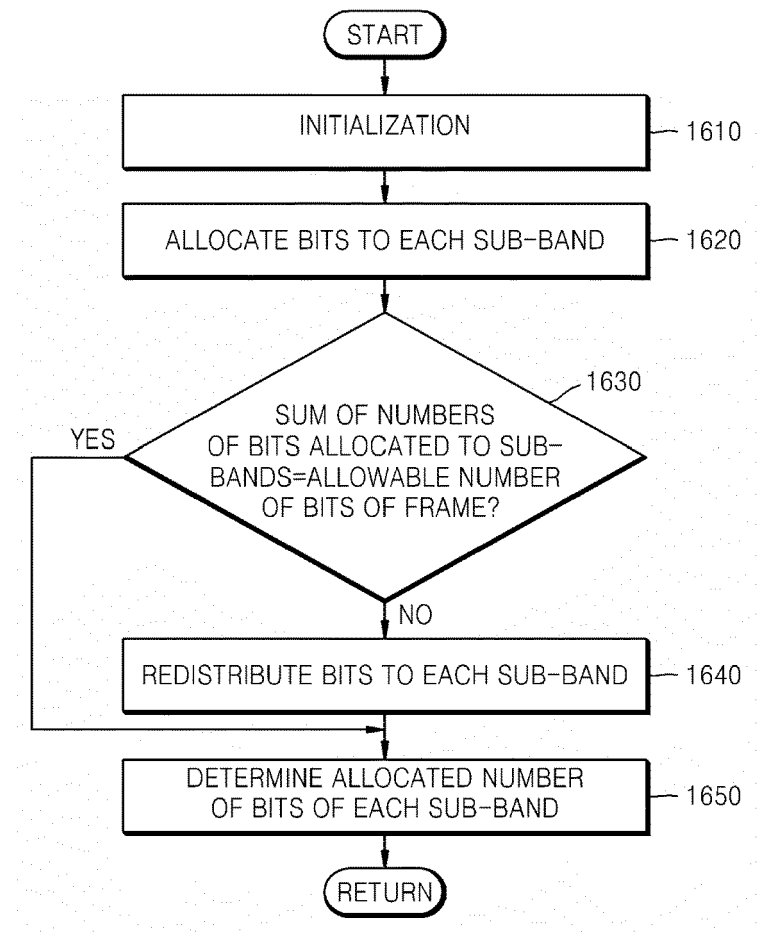 START
INITIALIZATION
1610
ALLOCATE BITS TO EACH SUB-BAND
1620
1630
SUM OF NUMBERS
OF BITS ALLOCATED TO SUB-
BANDS=ALLOWABLE NUMBER
OF BITS OF FRAME?
YES
NO
REDISTRIBUTE BITS TO EACH SUB-BAND
1640
DETERMINE ALLOCATED NUMBER
OF BITS OF EACH SUB-BAND
1650
RETURN